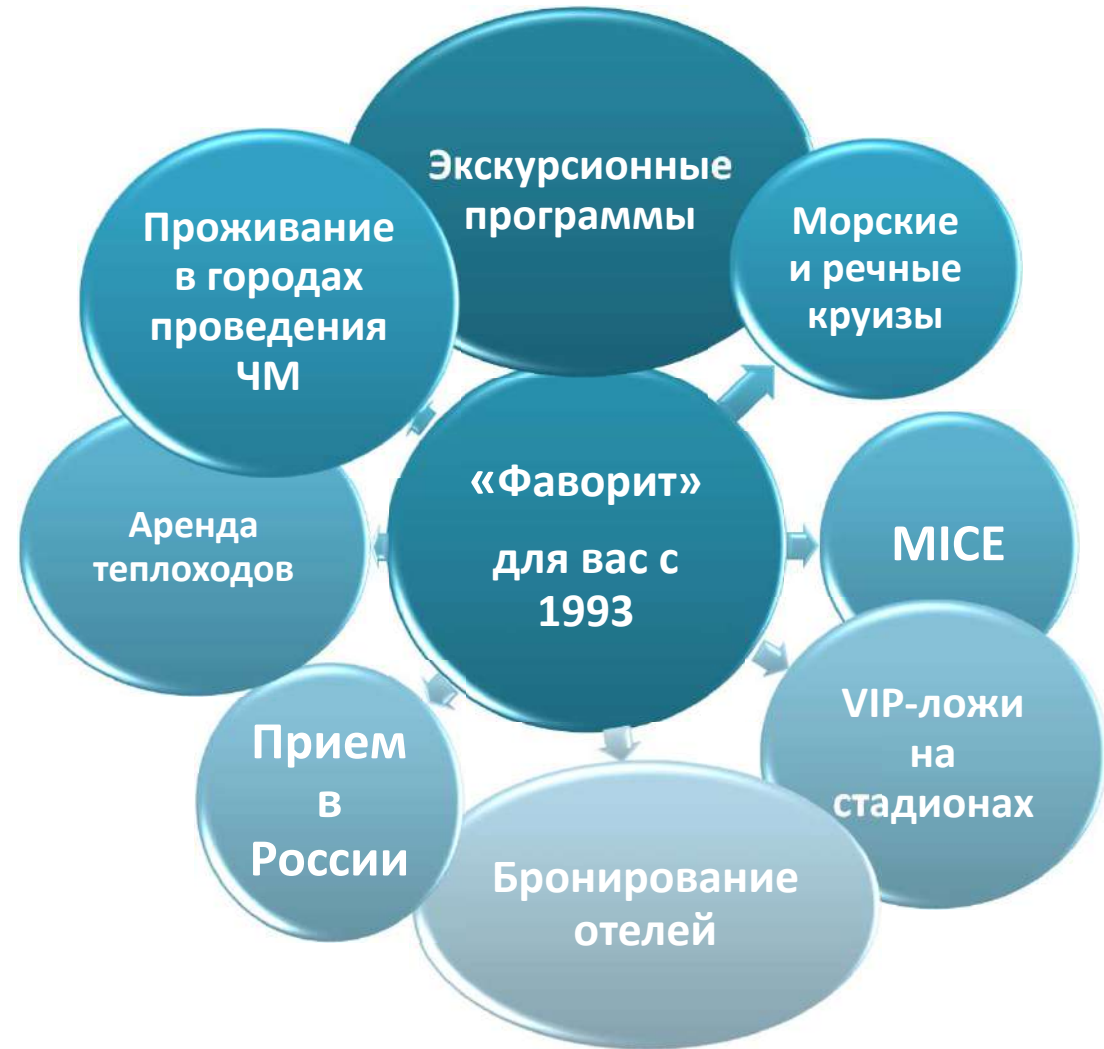 Экскурсионные
программы
Морские
и речные
круизы
MICE
VIP-ложи
на
стадионах
Бронирование
отелей
Прием
в
России
Аренда
теплоходов
Проживание
в городах
проведения
ЧМ
«Фаворит»
для вас с
1993